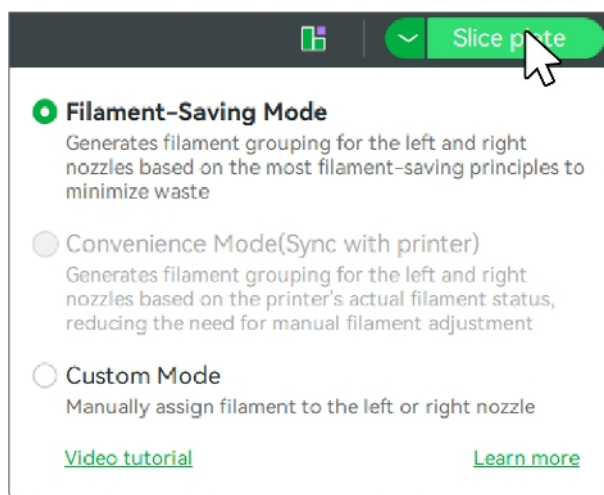 Slice plate
Filament-Saving Mode
Generates filament grouping for the left and right
nozzles based on the most filament-saving principles to
minimize waste
Convenience Mode(Sync with printer)
Generates filament grouping for the left and right
nozzles based on the printer's actual filament status,
reducing the need for manual filament adjustment
Custom Mode
Manually assign filament to the left or right nozzle
Video tutorial
Learn more